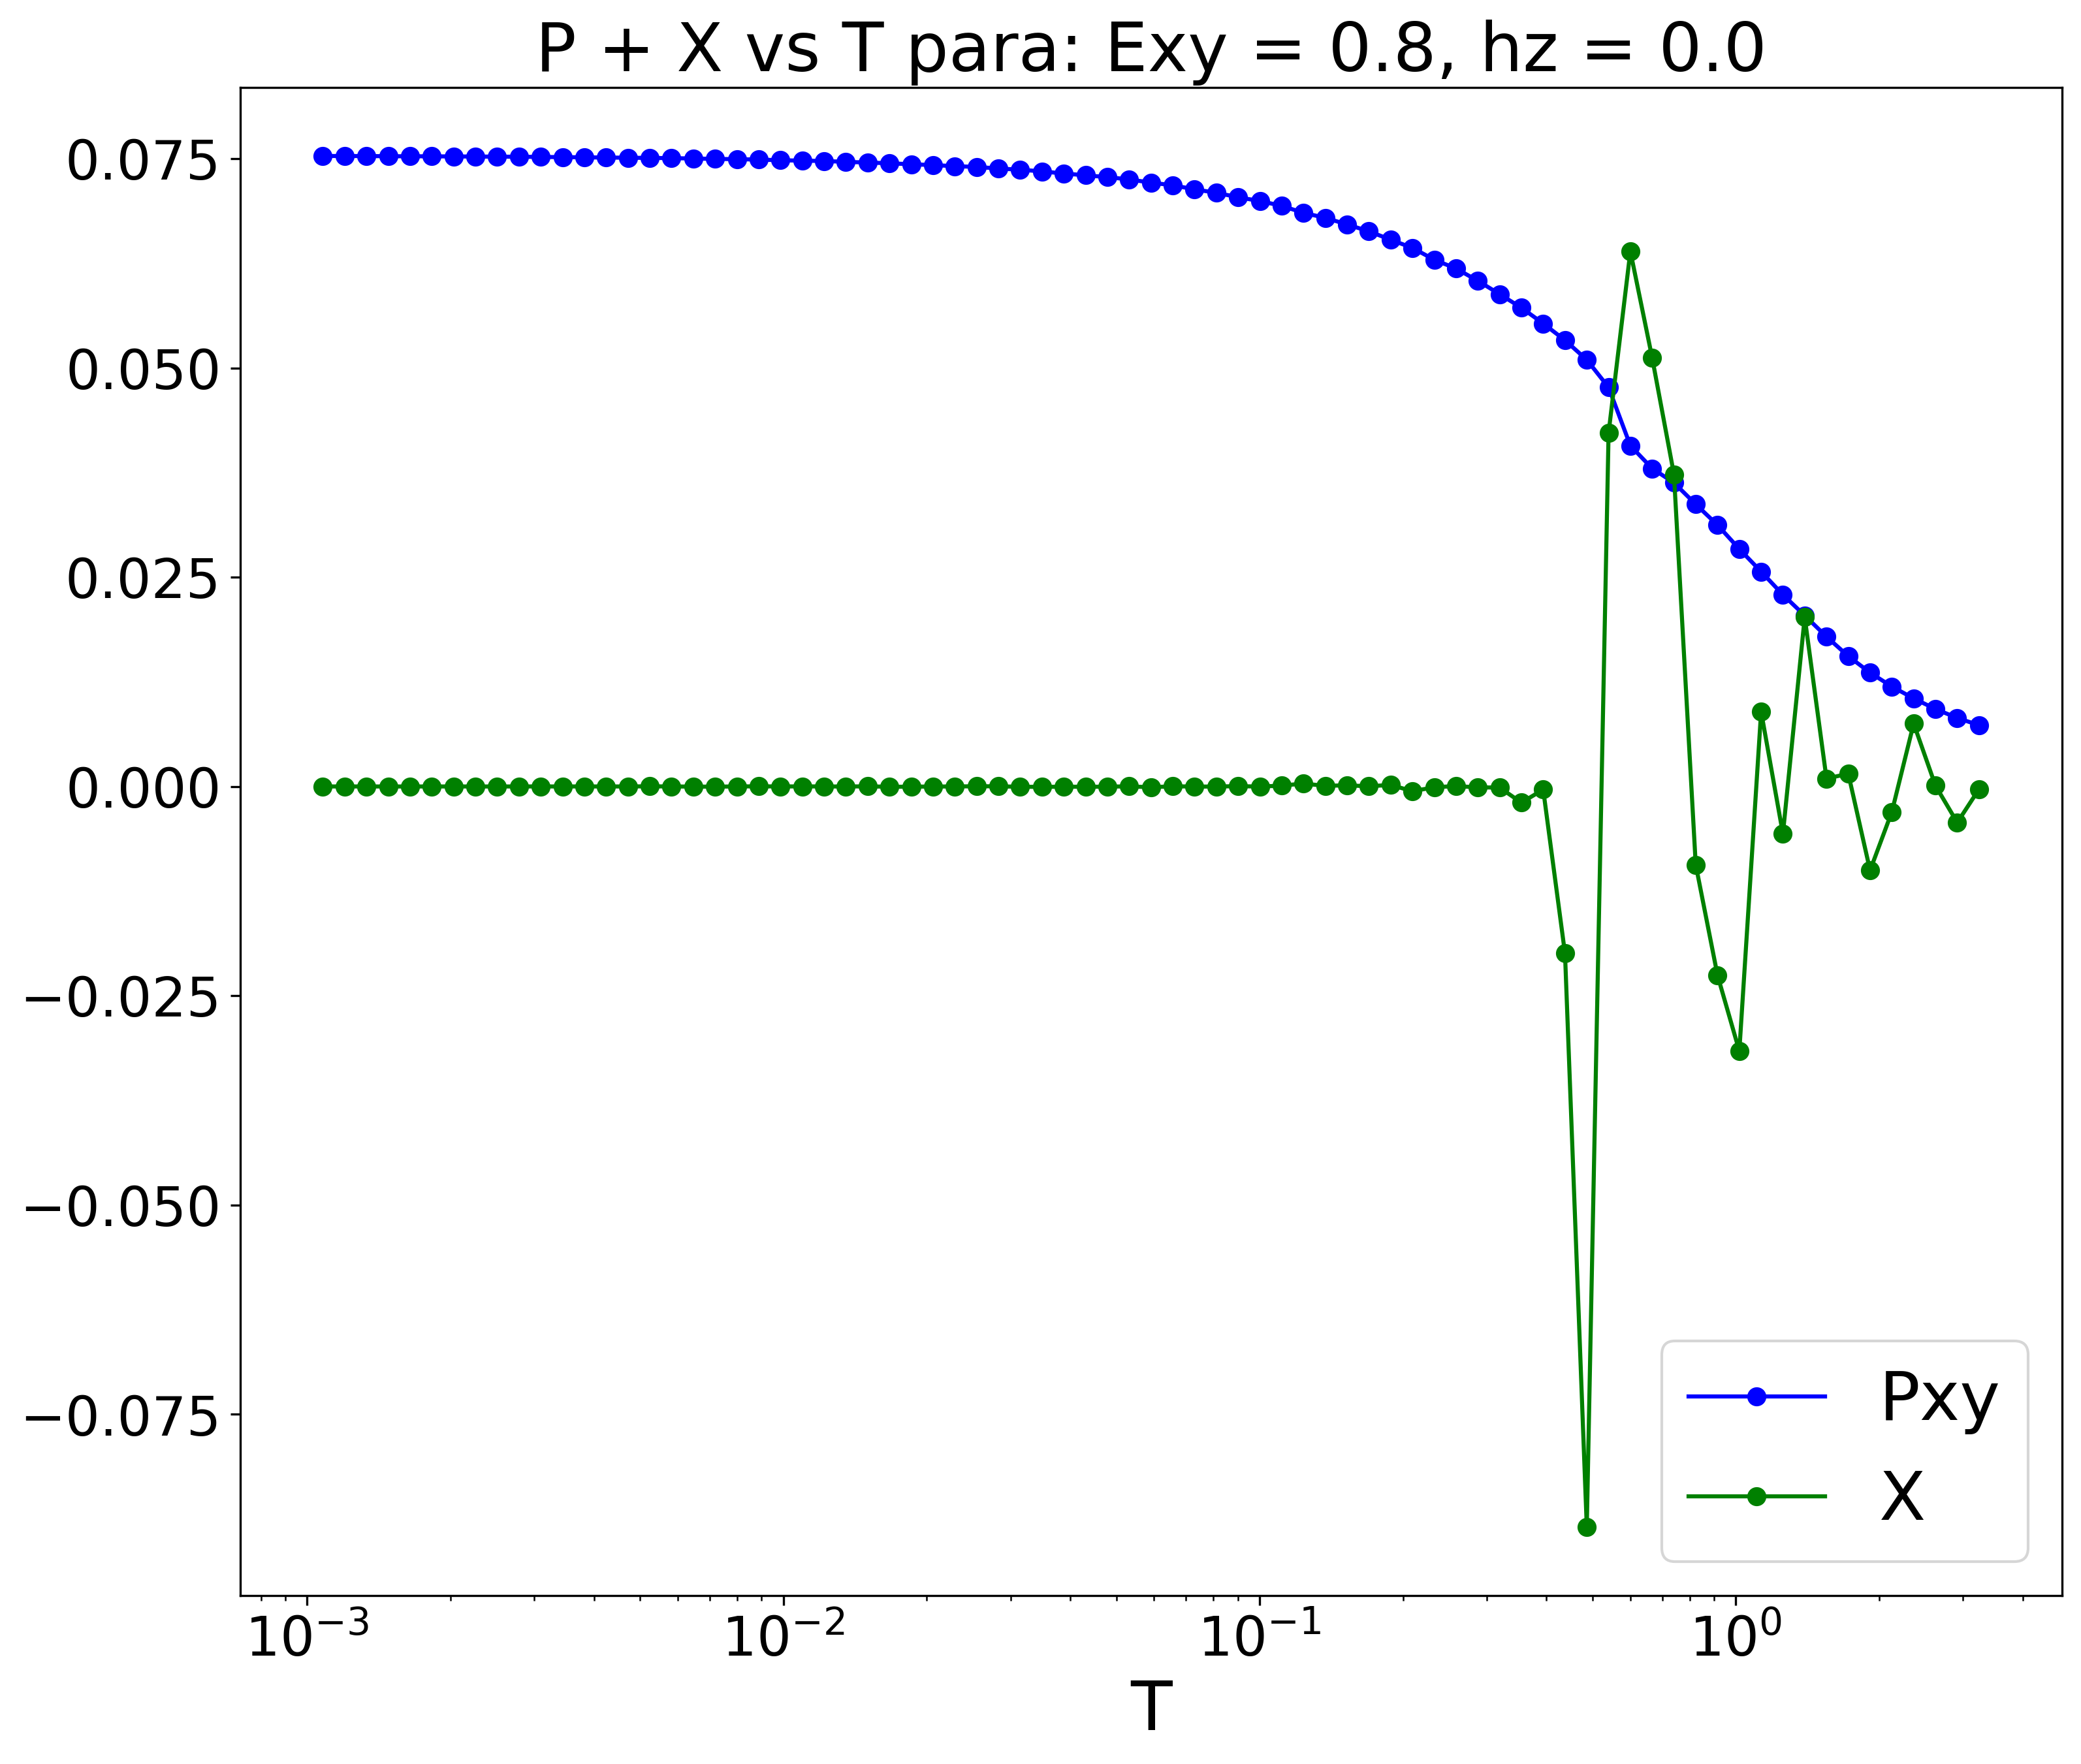 P + X vs T para: Exy = 0.8, hz = 0.0
0.075
0.050
0.025
0.000
−0.025
−0.050
−0.075
Pxy
X
10⁻³ 10⁻² 10⁻¹ 10⁰
T